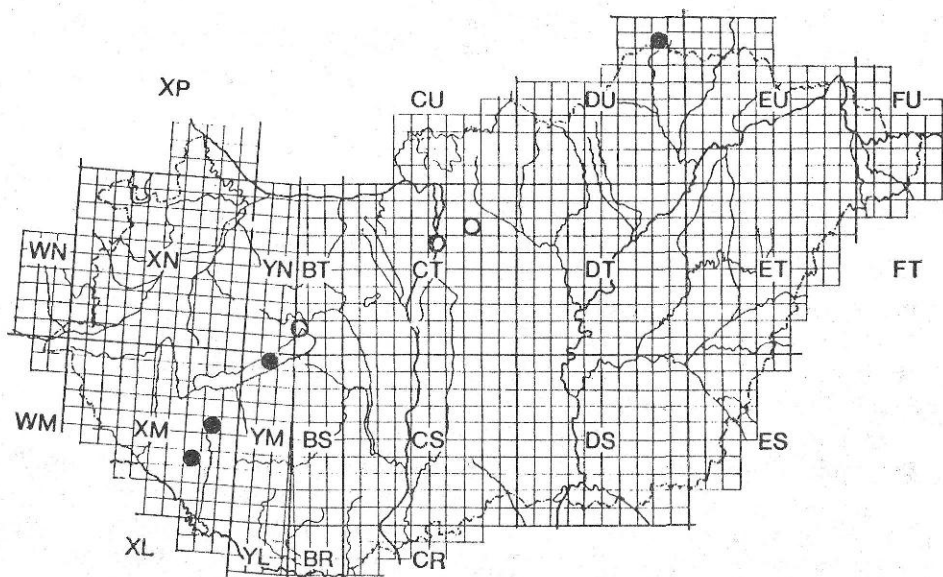 XP CU DU EU FU
WN XN YN BT CT DT ET FT
WM XM YM BS CS DS ES
XL YL BR CR